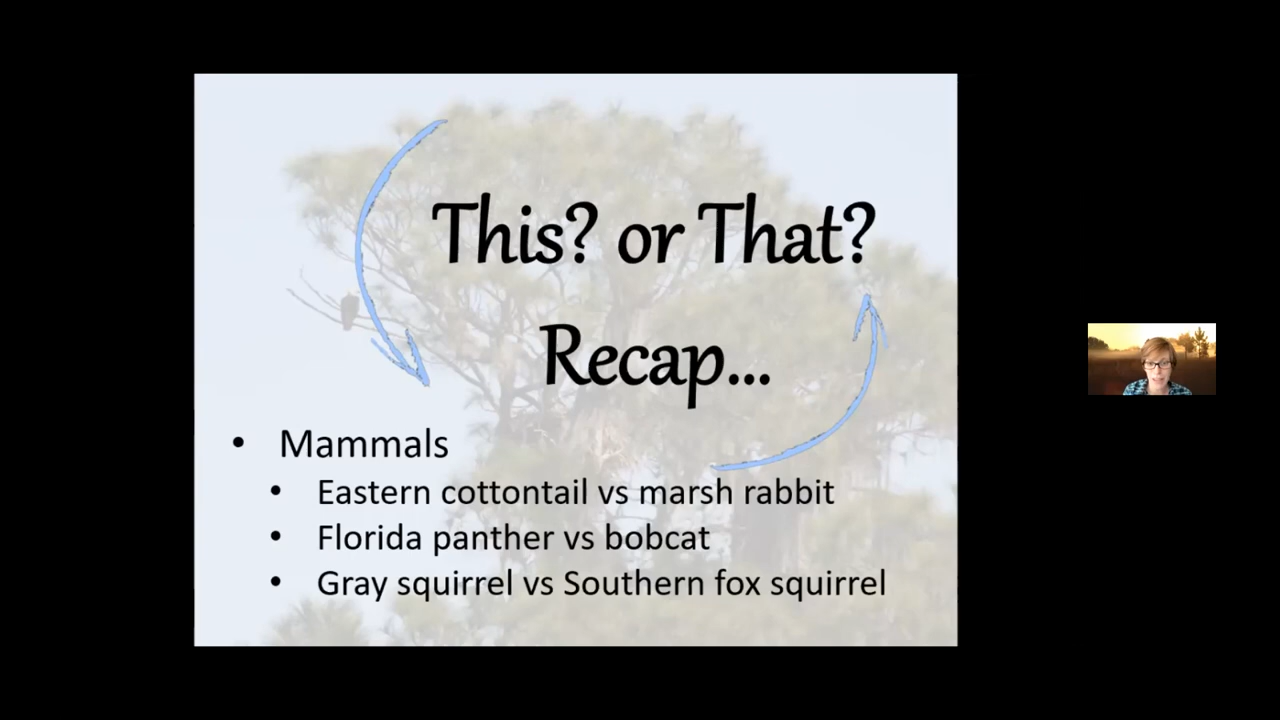 This? or That?
Recap...
• Mammals
• Eastern cottontail vs marsh rabbit
• Florida panther vs bobcat
• Gray squirrel vs Southern fox squirrel